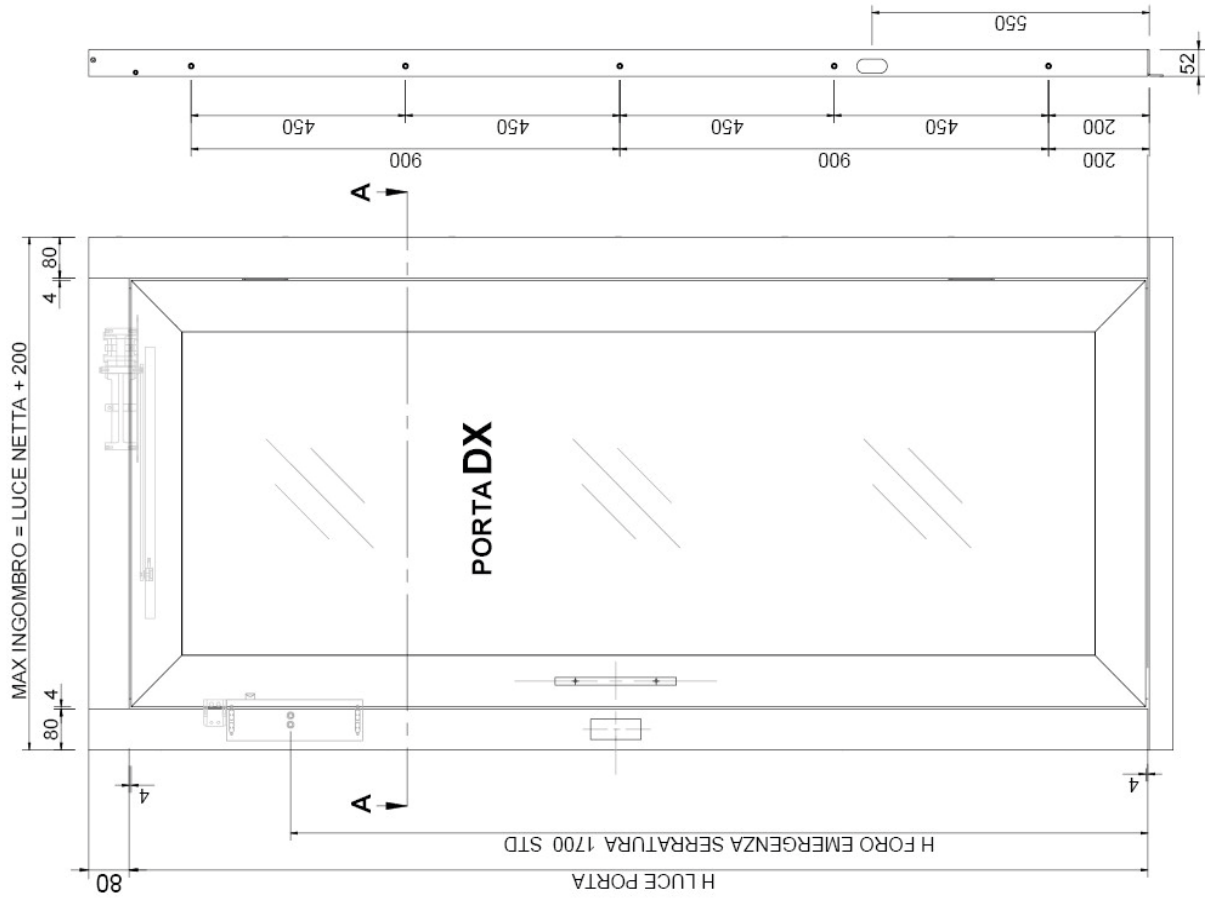 550
52
450
450
450
450
200
900
900
200
A
80
4
MAX INGOMBRO = LUCE NETTA + 200
PORTA DX
4
80
4
4
A
H FORO EMERGENZA SERRATURA 1700 STD
H LUCE PORTA
80